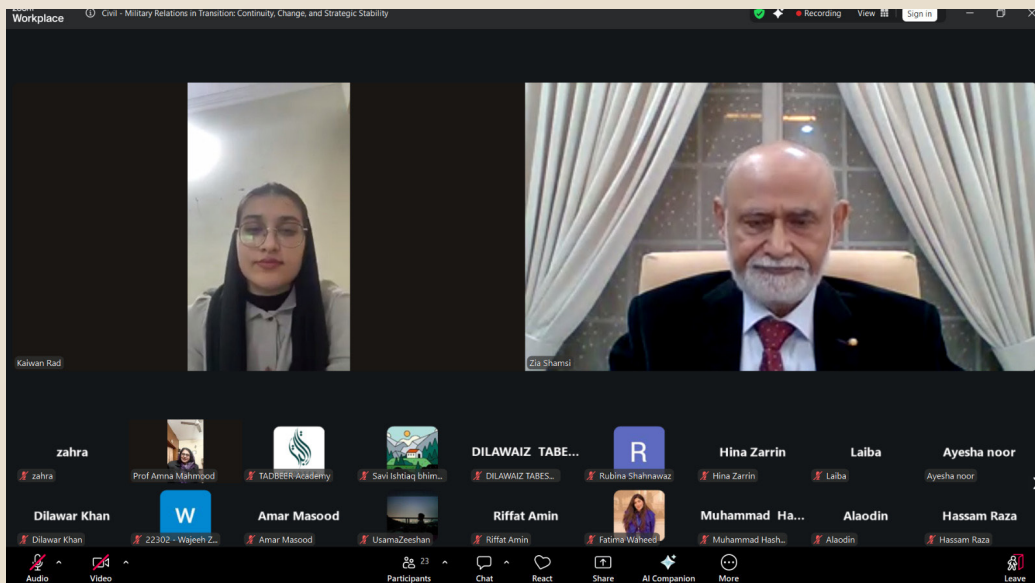 Workplace
Civil - Military Relations in Transition: Continuity, Change, and Strategic Stability
Recording
View
Sign in
Kaiwan Rad
Zia Shamsi
zahra
DILAWAIZ TABE...
R
Hina Zarrin
Laiba
Ayesha noor
zahra
Prof Amna Mahmood
TADBEER Academy
Savi Ishtiaq bhim...
DILAWAIZ TABES...
Rubina Shahnawaz
Hina Zarrin
Laiba
Ayesha noor
Dilawar Khan
W
Amar Masood
Riffat Amin
Muhammad Ha...
Alaodin
Hassam Raza
Dilawar Khan
22302 - Wajeeh Z...
Amar Masood
UsamaZeeshan
Riffat Amin
Fatima Waheed
Muhammad Hash...
Alaodin
Hassam Raza
Audio
Video
23
Participants
Chat
React
Share
AI Companion
More
Leave